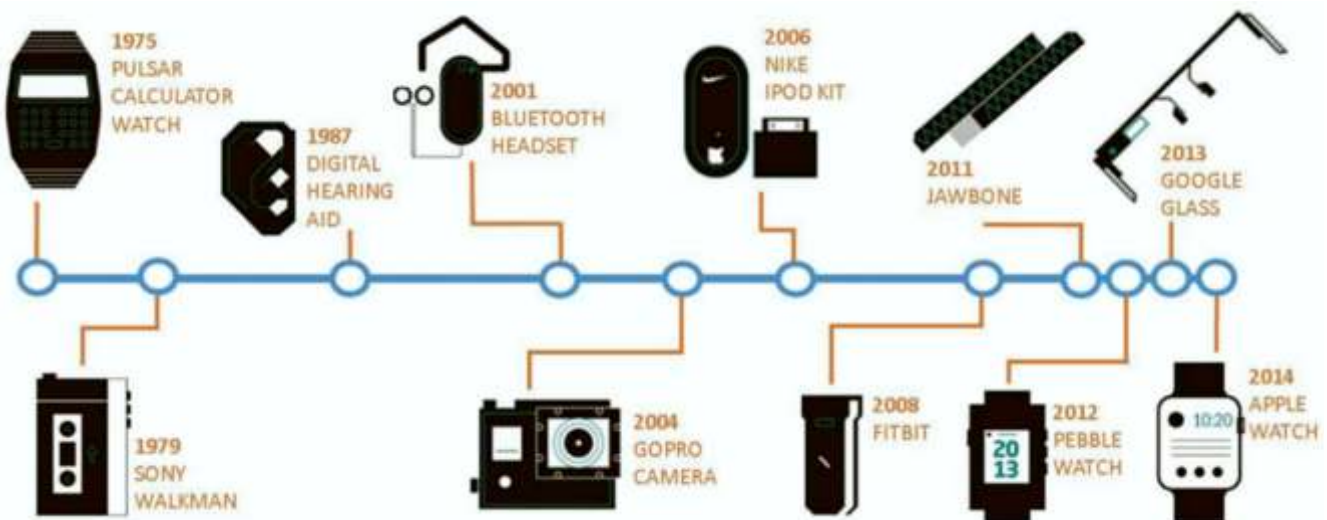 1975
PULSAR
CALCULATOR
WATCH
1987
DIGITAL
HEARING
AID
2001
BLUETOOTH
HEADSET
2006
NIKE
IPOD KIT
2011
JAWBONE
2013
GOOGLE
GLASS
1979
SONY
WALKMAN
2004
GOPRO
CAMERA
2008
FITBIT
20
13
2012
PEBBLE
WATCH
10:20
2014
APPLE
WATCH